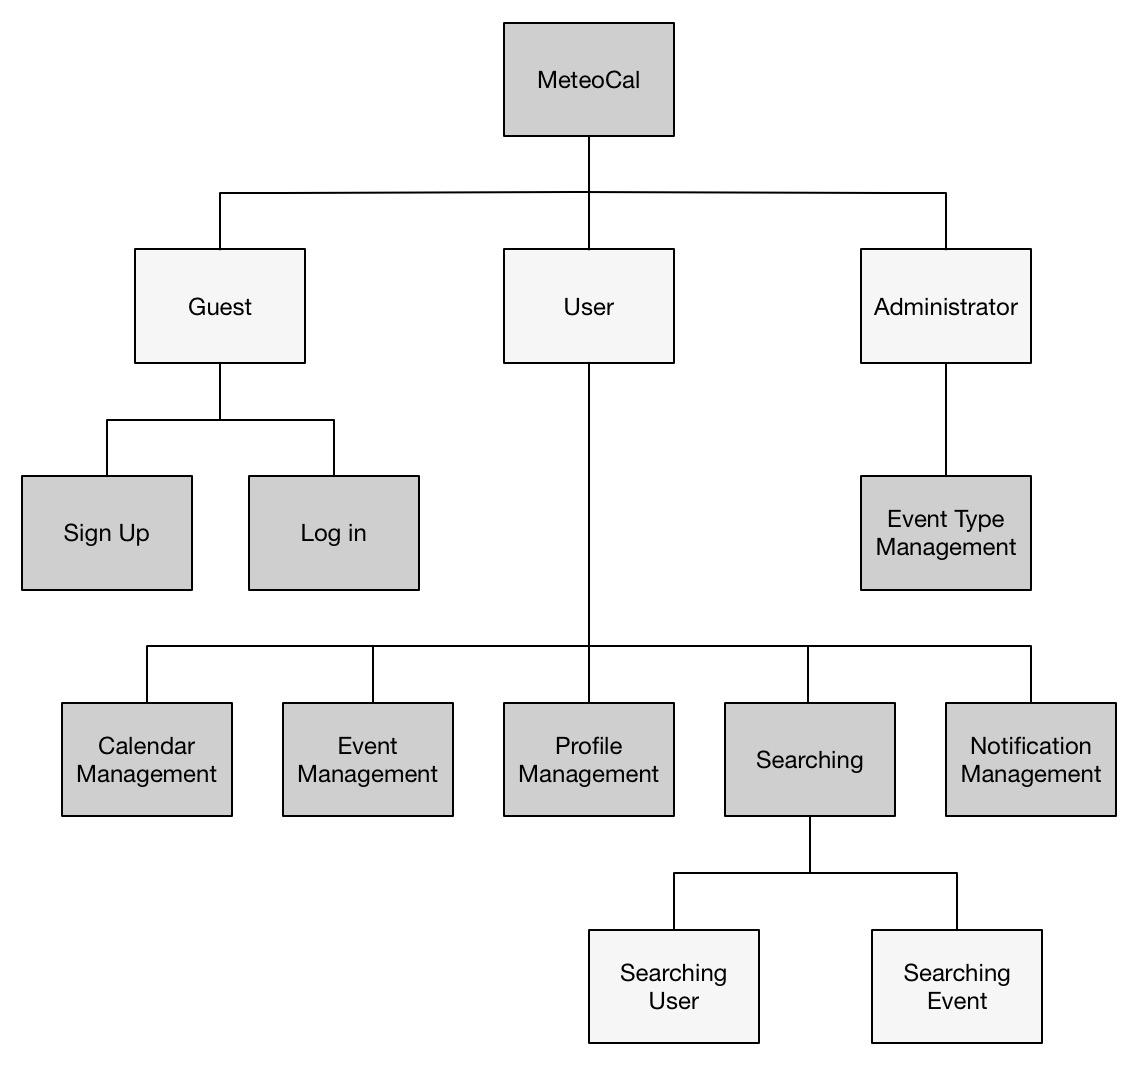 MeteoCal
Guest
User
Administrator
Sign Up
Log in
Event Type
Management
Calendar
Management
Event
Management
Profile
Management
Searching
Notification
Management
Searching
User
Searching
Event